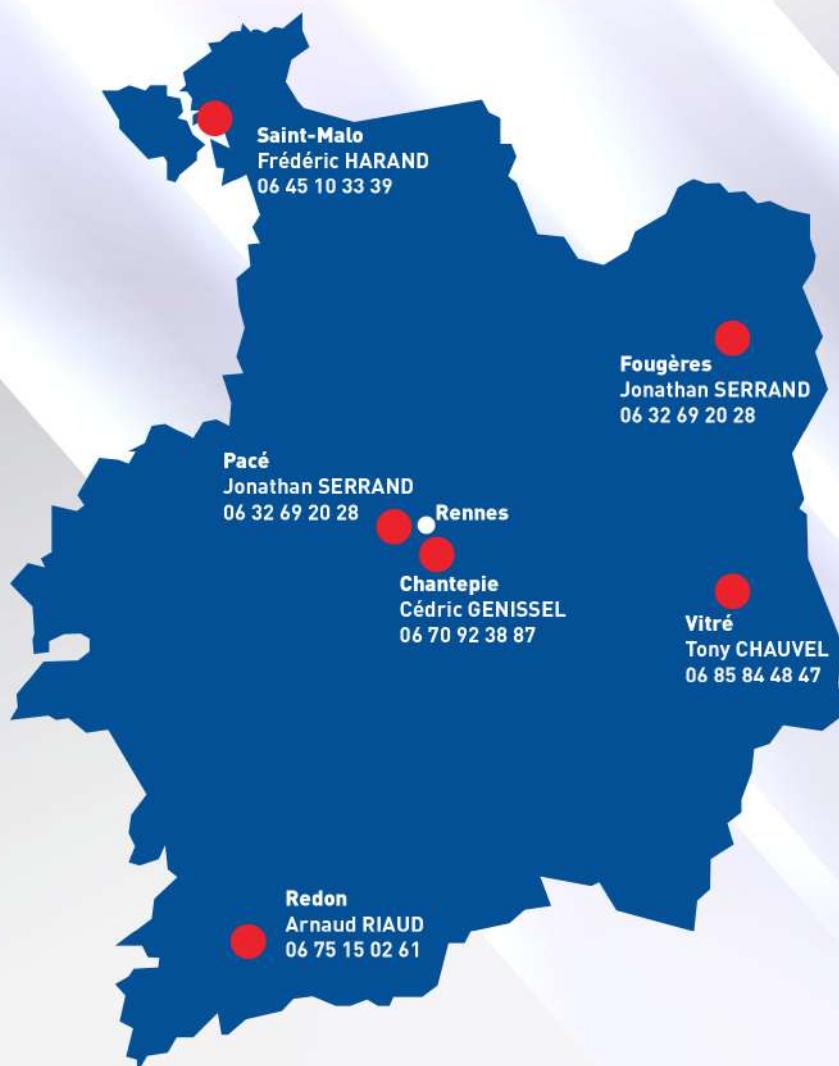 Saint-Malo
Frédéric HARAND
06 45 10 33 39
Fougères
Jonathan SERRAND
06 32 69 20 28
Pacé
Jonathan SERRAND
06 32 69 20 28
Rennes
Chantepie
Cédric GENISSEL
06 70 92 38 87
Vitré
Tony CHAUVEL
06 85 84 48 47
Redon
Arnaud RIAUD
06 75 15 02 61